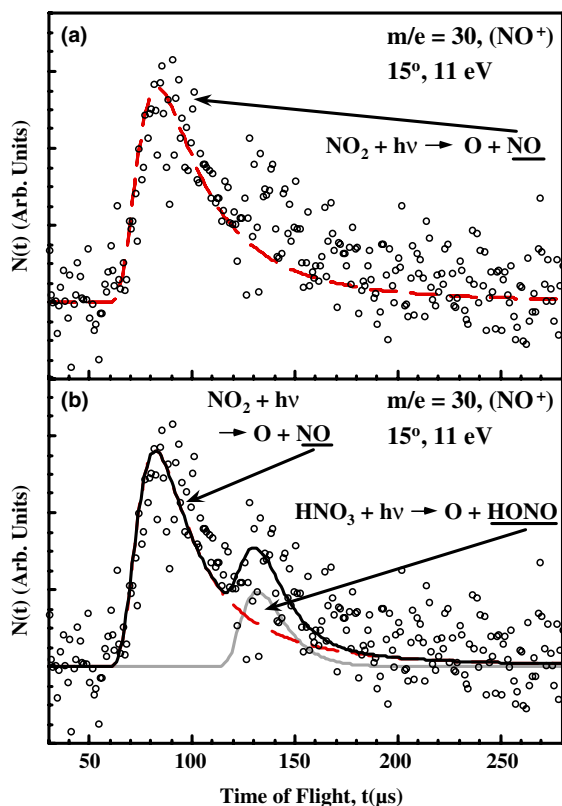 (a)
m/e = 30, (NO⁺)
15º, 11 eV
NO₂ + hν → O + NO
N(t) (Arb. Units)
(b)
NO₂ + hν
→ O + NO
m/e = 30, (NO⁺)
15º, 11 eV
HNO₃ + hν → O + HONO
N(t) (Arb. Units)
50 100 150 200 250
Time of Flight, t(μs)